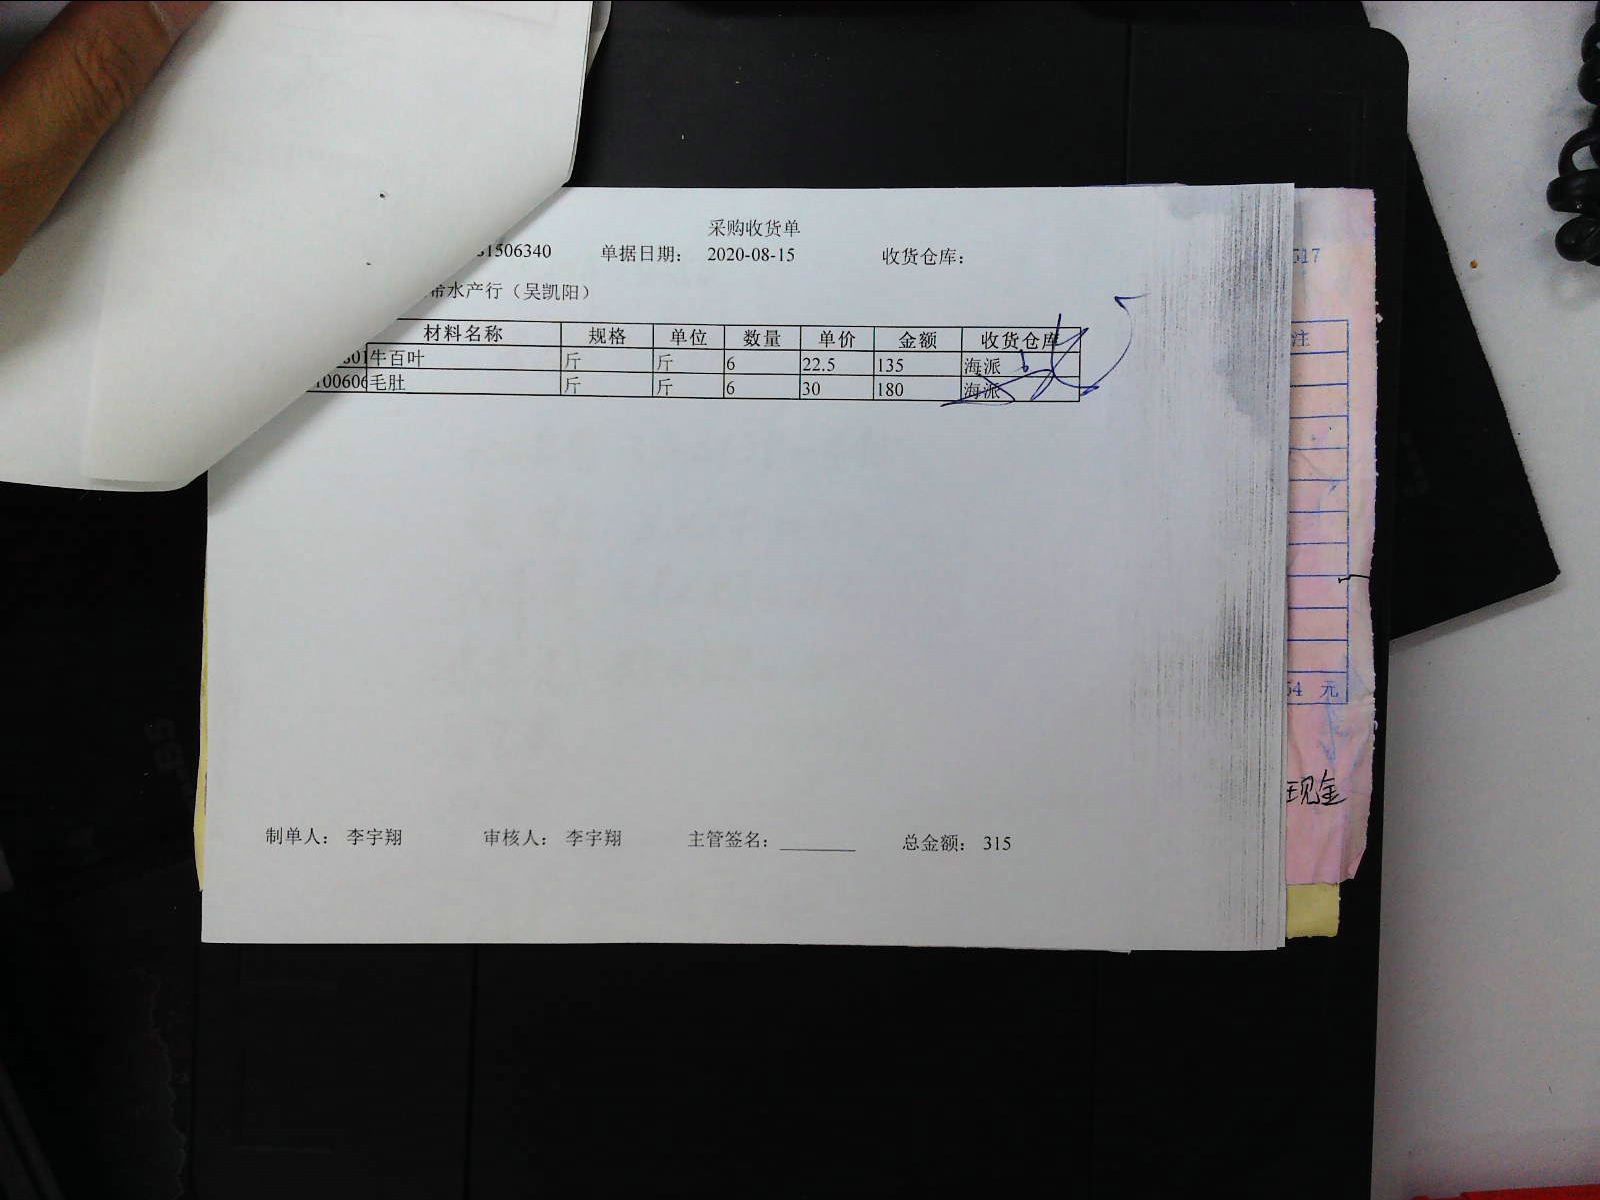 采购收货单
1506340 单据日期： 2020-08-15 收货仓库：
水产行（吴凯阳）
材料名称 规格 单位 数量 单价 金额 收货仓库
01 牛百叶 斤 斤 6 22.5 135 海派
100606 毛肚 斤 斤 6 30 180 海派
制单人： 李宇翔 审核人： 李宇翔 主管签名： 总金额： 315
517
注
54 元
现金